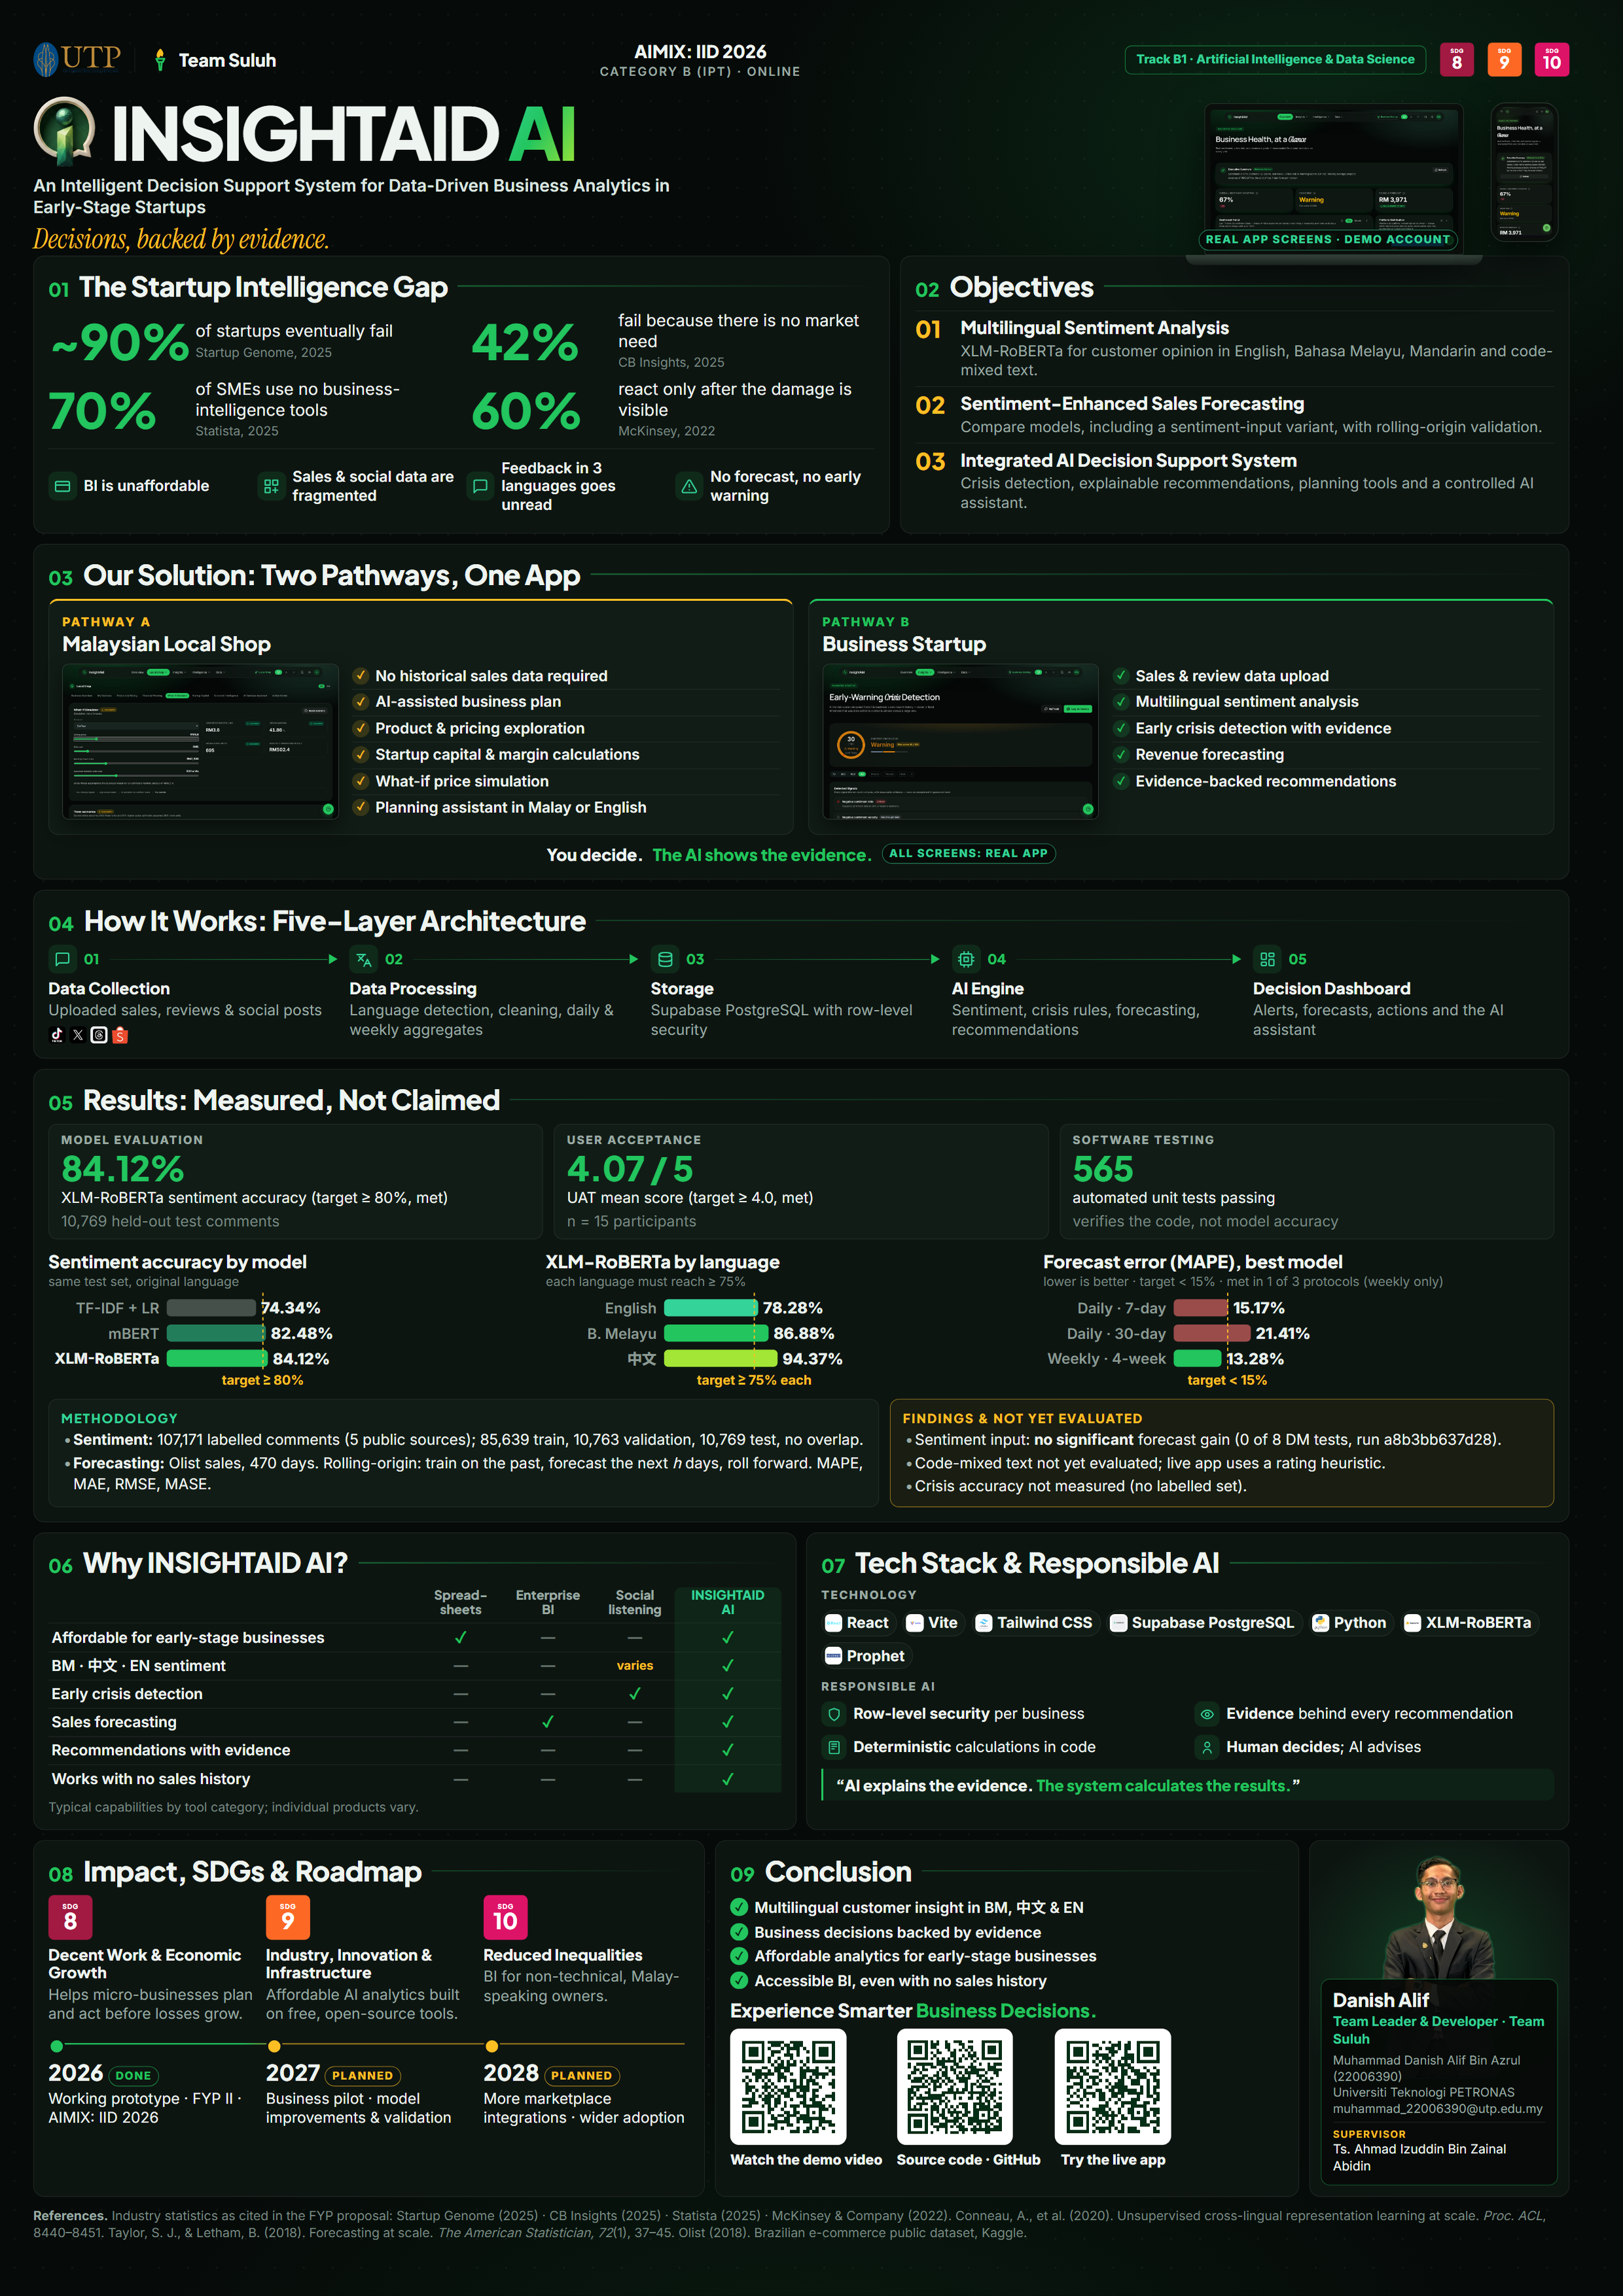 UTP
Team Suluh
AIMIX: IID 2026
CATEGORY B (IPT) · ONLINE
Track B1 · Artificial Intelligence & Data Science
SDG
8
SDG
9
SDG
10
INSIGHTAID AI
An Intelligent Decision Support System for Data-Driven Business Analytics in
Early-Stage Startups
Decisions, backed by evidence.
Business Health, at a Glance
67%
Warning
RM 3,971
REAL APP SCREENS · DEMO ACCOUNT
Business Health, at a
Glance
67%
Warning
RM 3,971
01 The Startup Intelligence Gap
~90%
of startups eventually fail
Startup Genome, 2025
42%
fail because there is no market
need
CB Insights, 2025
70%
of SMEs use no business-
intelligence tools
Statista, 2025
60%
react only after the damage is
visible
McKinsey, 2022
BI is unaffordable
Sales & social data are
fragmented
Feedback in 3
languages goes
unread
No forecast, no early
warning
02 Objectives
01 Multilingual Sentiment Analysis
XLM-RoBERTa for customer opinion in English, Bahasa Melayu, Mandarin and code-
mixed text.
02 Sentiment-Enhanced Sales Forecasting
Compare models, including a sentiment-input variant, with rolling-origin validation.
03 Integrated AI Decision Support System
Crisis detection, explainable recommendations, planning tools and a controlled AI
assistant.
03 Our Solution: Two Pathways, One App
PATHWAY A
Malaysian Local Shop
No historical sales data required
AI-assisted business plan
Product & pricing exploration
Startup capital & margin calculations
What-if price simulation
Planning assistant in Malay or English
PATHWAY B
Business Startup
Early-Warning Crisis Detection
30
Warning
Sales & review data upload
Multilingual sentiment analysis
Early crisis detection with evidence
Revenue forecasting
Evidence-backed recommendations
You decide. The AI shows the evidence. ALL SCREENS: REAL APP
04 How It Works: Five-Layer Architecture
01
Data Collection
Uploaded sales, reviews & social posts
02
Data Processing
Language detection, cleaning, daily &
weekly aggregates
03
Storage
Supabase PostgreSQL with row-level
security
04
AI Engine
Sentiment, crisis rules, forecasting,
recommendations
05
Decision Dashboard
Alerts, forecasts, actions and the AI
assistant
05 Results: Measured, Not Claimed
MODEL EVALUATION
84.12%
XLM-RoBERTa sentiment accuracy (target ≥ 80%, met)
10,769 held-out test comments
USER ACCEPTANCE
4.07 / 5
UAT mean score (target ≥ 4.0, met)
n = 15 participants
SOFTWARE TESTING
565
automated unit tests passing
verifies the code, not model accuracy
Sentiment accuracy by model
same test set, original language
TF-IDF + LR 74.34%
mBERT 82.48%
XLM-RoBERTa 84.12%
target ≥ 80%
XLM-RoBERTa by language
each language must reach ≥ 75%
English 78.28%
B. Melayu 86.88%
中文 94.37%
target ≥ 75% each
Forecast error (MAPE), best model
lower is better · target < 15% · met in 1 of 3 protocols (weekly only)
Daily · 7-day 15.17%
Daily · 30-day 21.41%
Weekly · 4-week 13.28%
target < 15%
METHODOLOGY
• Sentiment: 107,171 labelled comments (5 public sources); 85,639 train, 10,763 validation, 10,769 test, no overlap.
• Forecasting: Olist sales, 470 days. Rolling-origin: train on the past, forecast the next h days, roll forward. MAPE,
MAE, RMSE, MASE.
FINDINGS & NOT YET EVALUATED
• Sentiment input: no significant forecast gain (0 of 8 DM tests, run a8b3bb637d28).
• Code-mixed text not yet evaluated; live app uses a rating heuristic.
• Crisis accuracy not measured (no labelled set).
06 Why INSIGHTAID AI?
Spread-
sheets
Enterprise
BI
Social
listening
INSIGHTAID
AI
Affordable for early-stage businesses ✓ — — ✓
BM · 中文 · EN sentiment — — varies ✓
Early crisis detection — — ✓ ✓
Sales forecasting — ✓ — ✓
Recommendations with evidence — — — ✓
Works with no sales history — — — ✓
Typical capabilities by tool category; individual products vary.
07 Tech Stack & Responsible AI
TECHNOLOGY
React Vite Tailwind CSS Supabase PostgreSQL Python XLM-RoBERTa
Prophet
RESPONSIBLE AI
Row-level security per business
Evidence behind every recommendation
Deterministic calculations in code
Human decides; AI advises
“AI explains the evidence. The system calculates the results.”
08 Impact, SDGs & Roadmap
SDG
8
Decent Work & Economic
Growth
Helps micro-businesses plan
and act before losses grow.
SDG
9
Industry, Innovation &
Infrastructure
Affordable AI analytics built
on free, open-source tools.
SDG
10
Reduced Inequalities
BI for non-technical, Malay-
speaking owners.
2026 DONE
Working prototype · FYP II ·
AIMIX: IID 2026
2027 PLANNED
Business pilot · model
improvements & validation
2028 PLANNED
More marketplace
integrations · wider adoption
09 Conclusion
Multilingual customer insight in BM, 中文 & EN
Business decisions backed by evidence
Affordable analytics for early-stage businesses
Accessible BI, even with no sales history
Experience Smarter Business Decisions.
Watch the demo video
Source code · GitHub
Try the live app
Danish Alif
Team Leader & Developer · Team
Suluh
Muhammad Danish Alif Bin Azrul
(22006390)
Universiti Teknologi PETRONAS
muhammad_22006390@utp.edu.my
SUPERVISOR
Ts. Ahmad Izuddin Bin Zainal
Abidin
References. Industry statistics as cited in the FYP proposal: Startup Genome (2025) · CB Insights (2025) · Statista (2025) · McKinsey & Company (2022). Conneau, A., et al. (2020). Unsupervised cross-lingual representation learning at scale. Proc. ACL,
8440–8451. Taylor, S. J., & Letham, B. (2018). Forecasting at scale. The American Statistician, 72(1), 37–45. Olist (2018). Brazilian e-commerce public dataset, Kaggle.